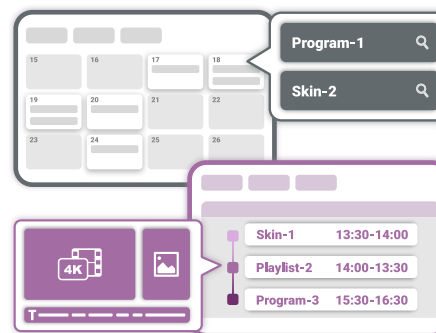 Program-1
15 16 17 18
Skin-2
19 20 21 22
23 24 25 26
Skin-1 13:30-14:00
4K
Playlist-2 14:00-13:30
T
Program-3 15:30-16:30